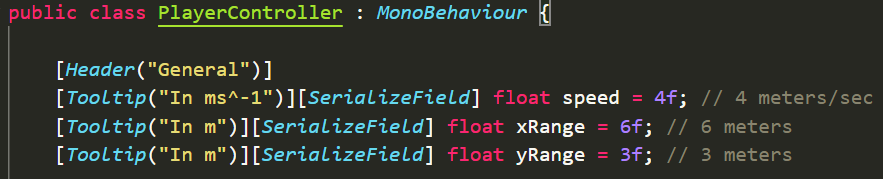 public class PlayerController : MonoBehaviour {
[Header("General")]
[Tooltip("In ms^-1")][SerializeField] float speed = 4f; // 4 meters/sec
[Tooltip("In m")][SerializeField] float xRange = 6f; // 6 meters
[Tooltip("In m")][SerializeField] float yRange = 3f; // 3 meters